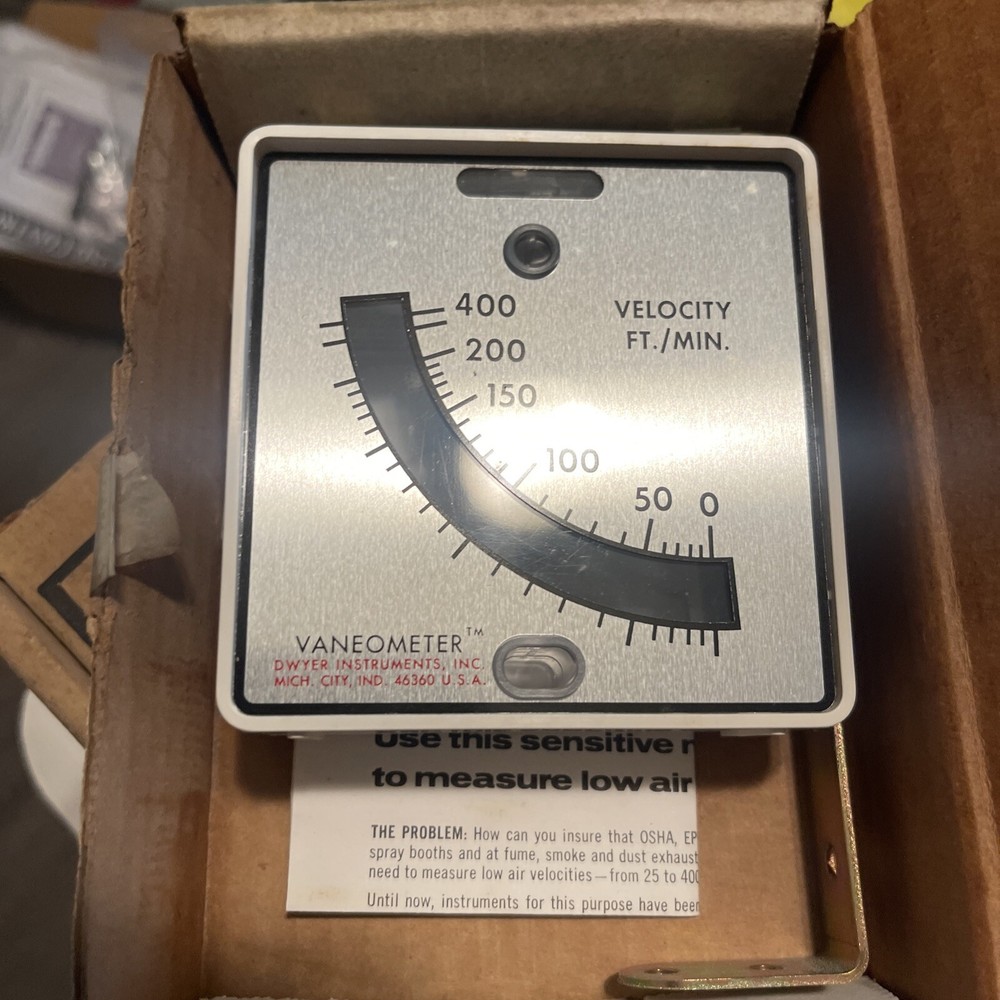 400
200
150
100
50
0
VELOCITY
FT./MIN.
VANEOMETER™
DWYER INSTRUMENTS, INC.
MICH. CITY, IND. 46360 U.S.A.
Use this sensitive
to measure low air
THE PROBLEM: How can you insure that OSHA, EP
spray booths and at fume, smoke and dust exhaust
need to measure low air velocities—from 25 to 400
Until now, instruments for this purpose have been